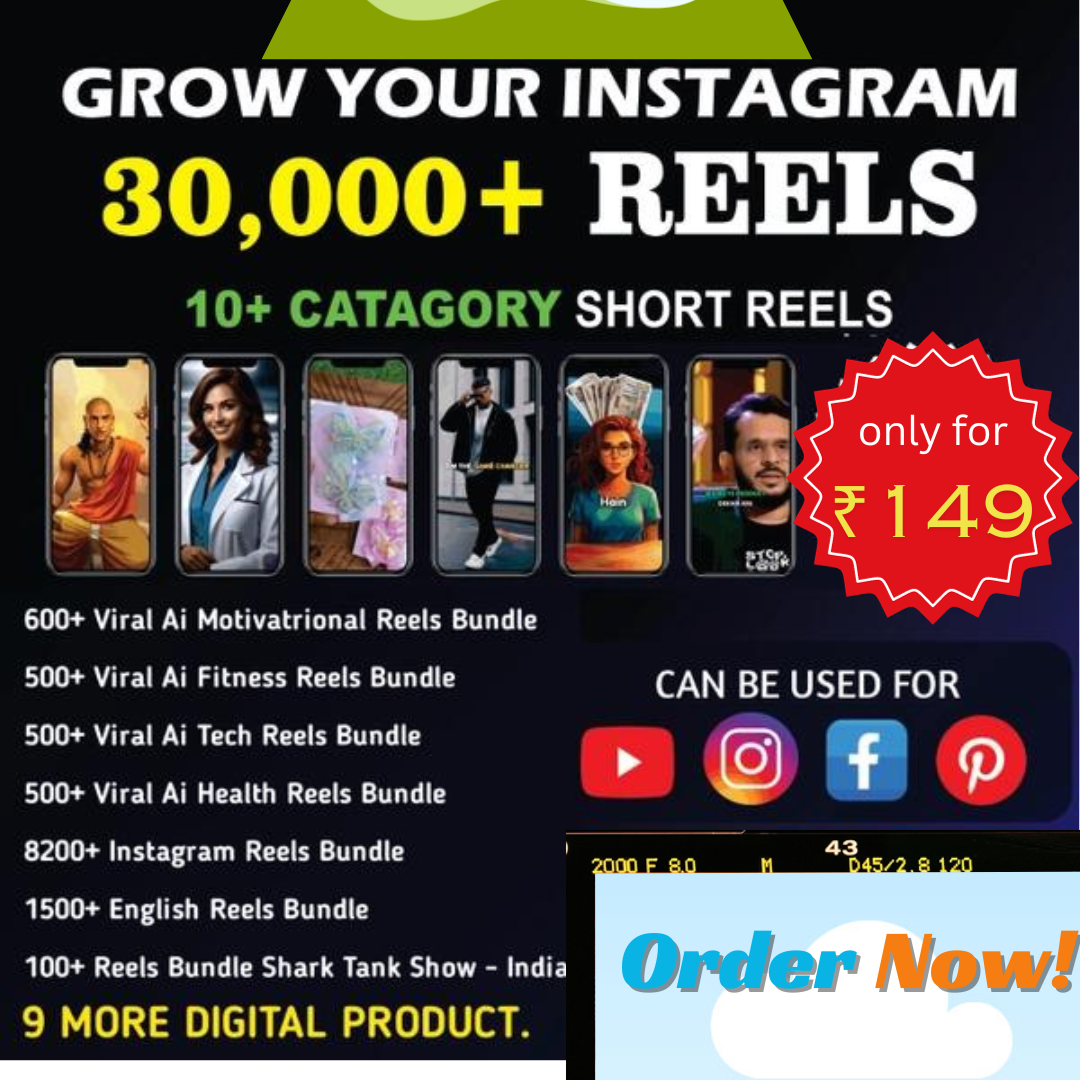 GROW YOUR INSTAGRAM
30,000+ REELS
10+ CATAGORY SHORT REELS
Hain
STOP,
LOOK
only for
₹149
600+ Viral Ai Motivatrional Reels Bundle
500+ Viral Ai Fitness Reels Bundle
500+ Viral Ai Tech Reels Bundle
500+ Viral Ai Health Reels Bundle
8200+ Instagram Reels Bundle
1500+ English Reels Bundle
100+ Reels Bundle Shark Tank Show – India
9 MORE DIGITAL PRODUCT.
CAN BE USED FOR
43
2000 F 8.0 M D45/2.8 120
Order Now!